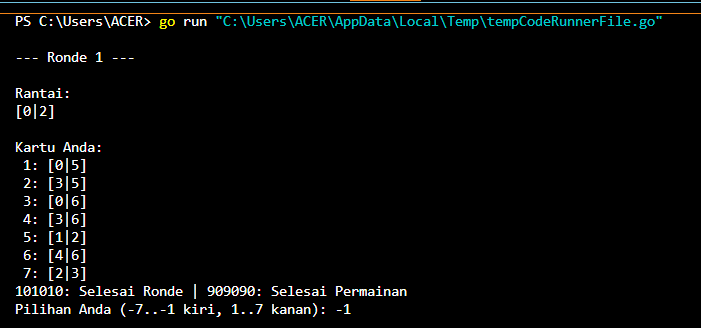 PS C:\Users\ACER> go run "C:\Users\ACER\AppData\Local\Temp\tempCodeRunnerFile.go"
--- Ronde 1 ---
Rantai:
[0|2]
Kartu Anda:
1: [0|5]
2: [3|5]
3: [0|6]
4: [3|6]
5: [1|2]
6: [4|6]
7: [2|3]
101010: Selesai Ronde | 909090: Selesai Permainan
Pilihan Anda (-7..-1 kiri, 1..7 kanan): -1